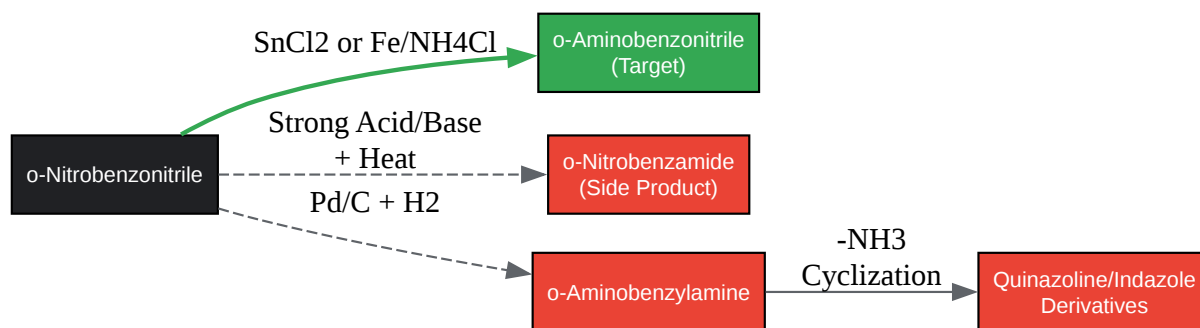 SnCl2 or Fe/NH4Cl
o-Aminobenzonitrile
(Target)
o-Nitrobenzonitrile
Strong Acid/Base
+ Heat
o-Nitrobenzamide
(Side Product)
Pd/C + H2
o-Aminobenzylamine
-NH3
Cyclization
Quinazoline/Indazole
Derivatives